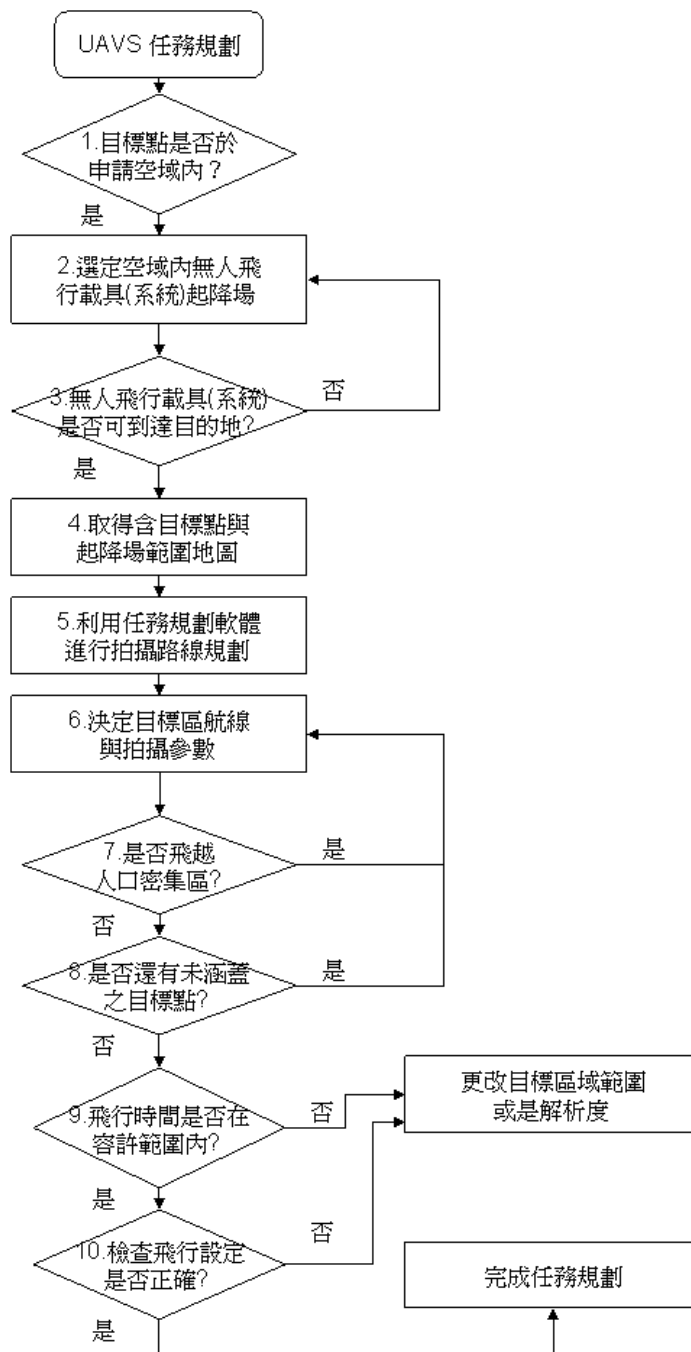 UAVS 任務規劃
1.目標點是否於
申請空域內？
是
2.選定空域內無人飛
行載具(系統)起降場
否
3.無人飛行載具(系統)
是否可到達目的地?
是
4.取得含目標點與
起降場範圍地圖
5.利用任務規劃軟體
進行拍攝路線規劃
6.決定目標區航線
與拍攝參數
7.是否飛越
人口密集區?
是
否
8.是否還有未涵蓋
之目標點?
是
否
更改目標區域範圍
或是解析度
9.飛行時間是否在
容許範圍內?
否
是
10.檢查飛行設定
是否正確?
否
完成任務規劃
是